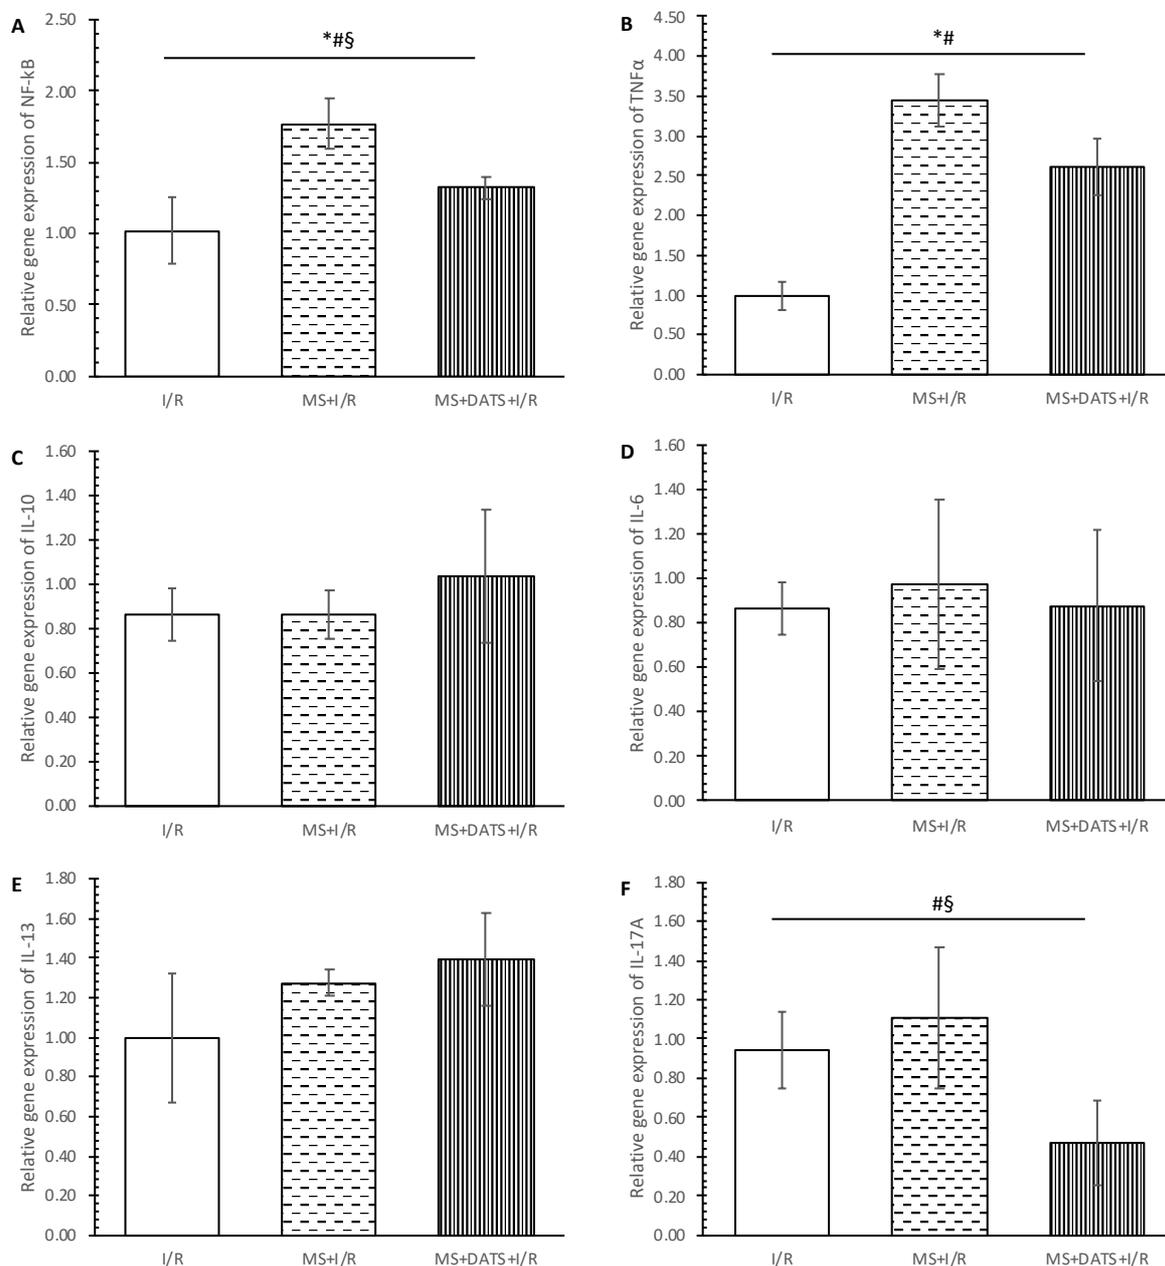 A
Relative gene expression of NF-kB
2.50
2.00
1.50
1.00
0.50
0.00
*#§
I/R
MS+I/R
MS+DATS+I/R
B
Relative gene expression of TNFα
4.50
4.00
3.50
3.00
2.50
2.00
1.50
1.00
0.50
0.00
*#
I/R
MS+I/R
MS+DATS+I/R
C
Relative gene expression of IL-10
1.60
1.40
1.20
1.00
0.80
0.60
0.40
0.20
0.00
I/R
MS+I/R
MS+DATS+I/R
D
Relative gene expression of IL-6
1.60
1.40
1.20
1.00
0.80
0.60
0.40
0.20
0.00
I/R
MS+I/R
MS+DATS+I/R
E
Relative gene expression of IL-13
1.80
1.60
1.40
1.20
1.00
0.80
0.60
0.40
0.20
0.00
I/R
MS+I/R
MS+DATS+I/R
F
Relative gene expression of IL-17A
1.80
1.60
1.40
1.20
1.00
0.80
0.60
0.40
0.20
0.00
#§
I/R
MS+I/R
MS+DATS+I/R